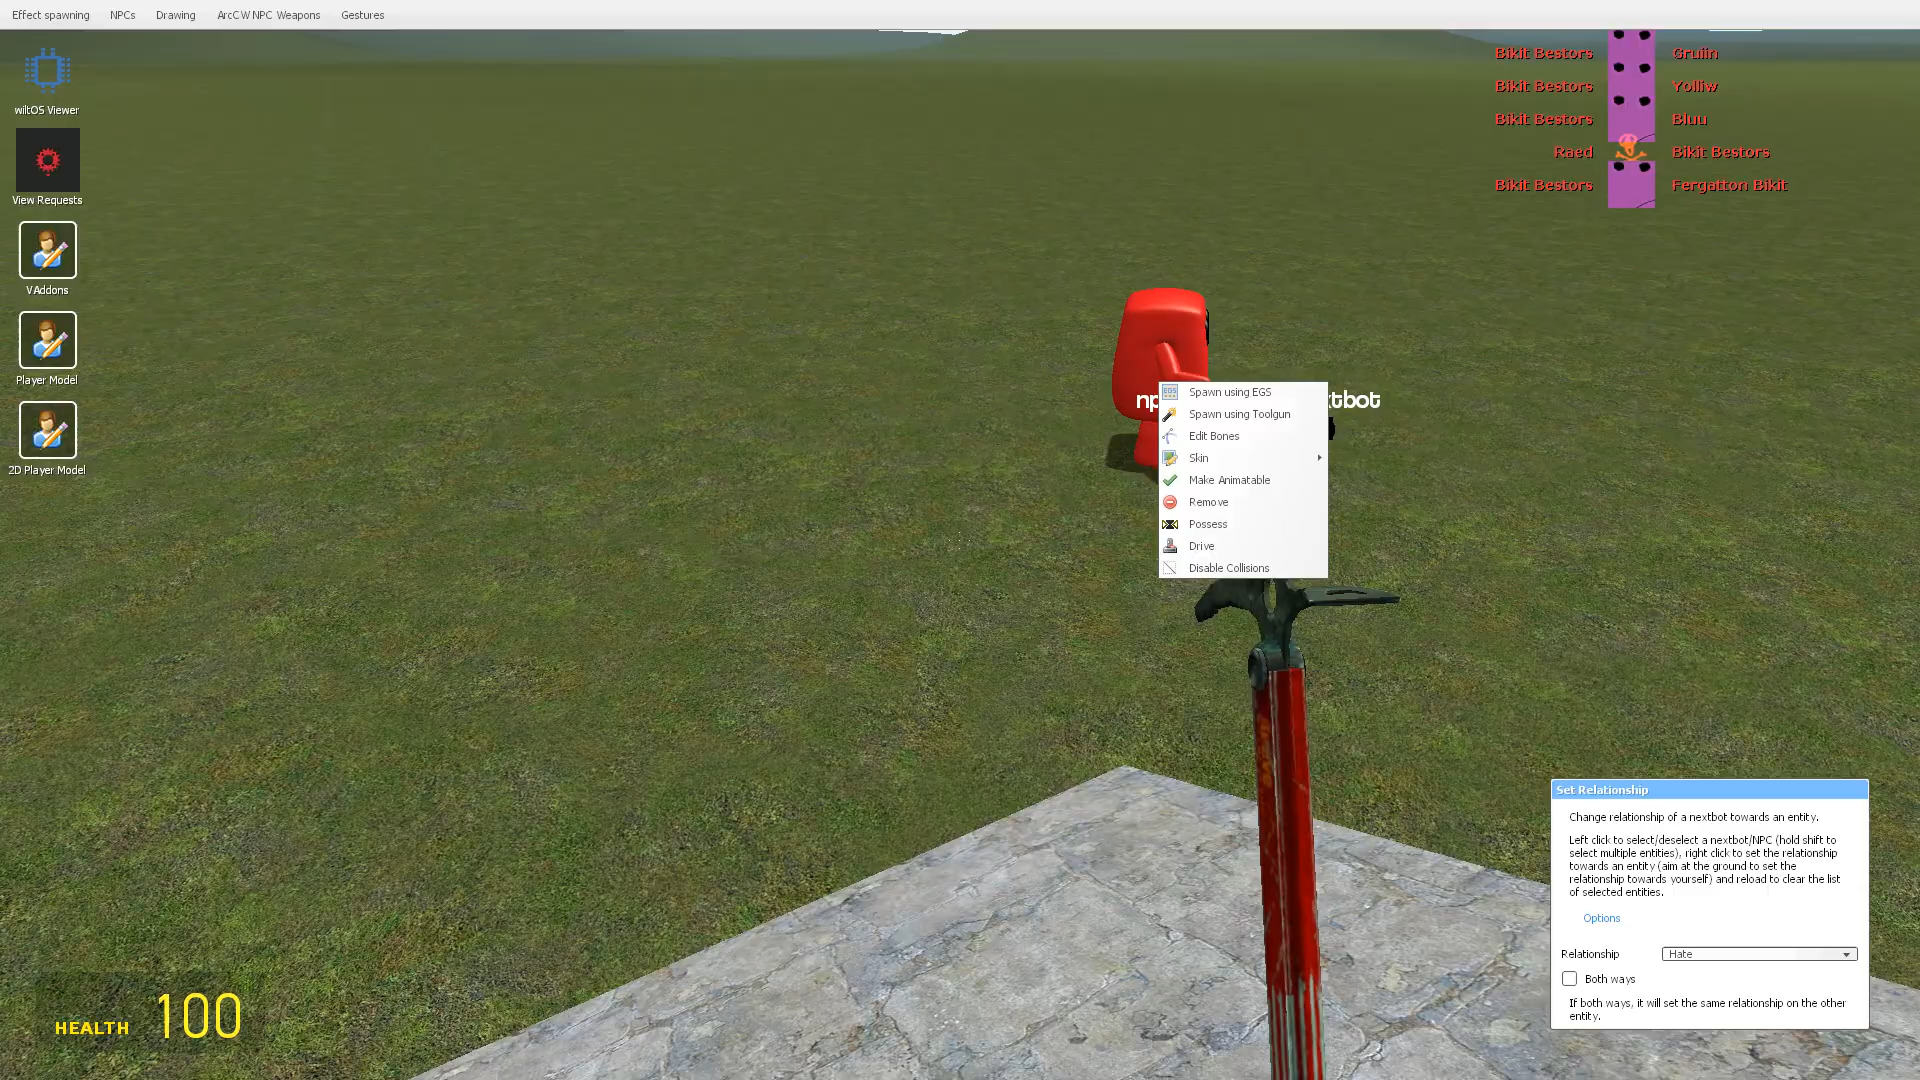 Effect spawning NPCs Drawing ArcCW NPC Weapons Gestures
wiltOS Viewer
View Requests
VAddons
Player Model
2D Player Model
Bikit Bestors Gruiin
Bikit Bestors Yolliw
Bikit Bestors Bluu
Raed Bikit Bestors
Bikit Bestors Fergatton Bikit
Spawn using EGS
Spawn using Toolgun
Edit Bones
Skin
Make Animatable
Remove
Possess
Drive
Disable Collisions
Set Relationship
Change relationship of a nextbot towards an entity.
Left click to select/deselect a nextbot/NPC (hold shift to
select multiple entities), right click to set the relationship
towards an entity (aim at the ground to set the
relationship towards yourself) and reload to clear the list
of selected entities.
Options
Relationship Hate
Both ways
If both ways, it will set the same relationship on the other
entity.
HEALTH 100